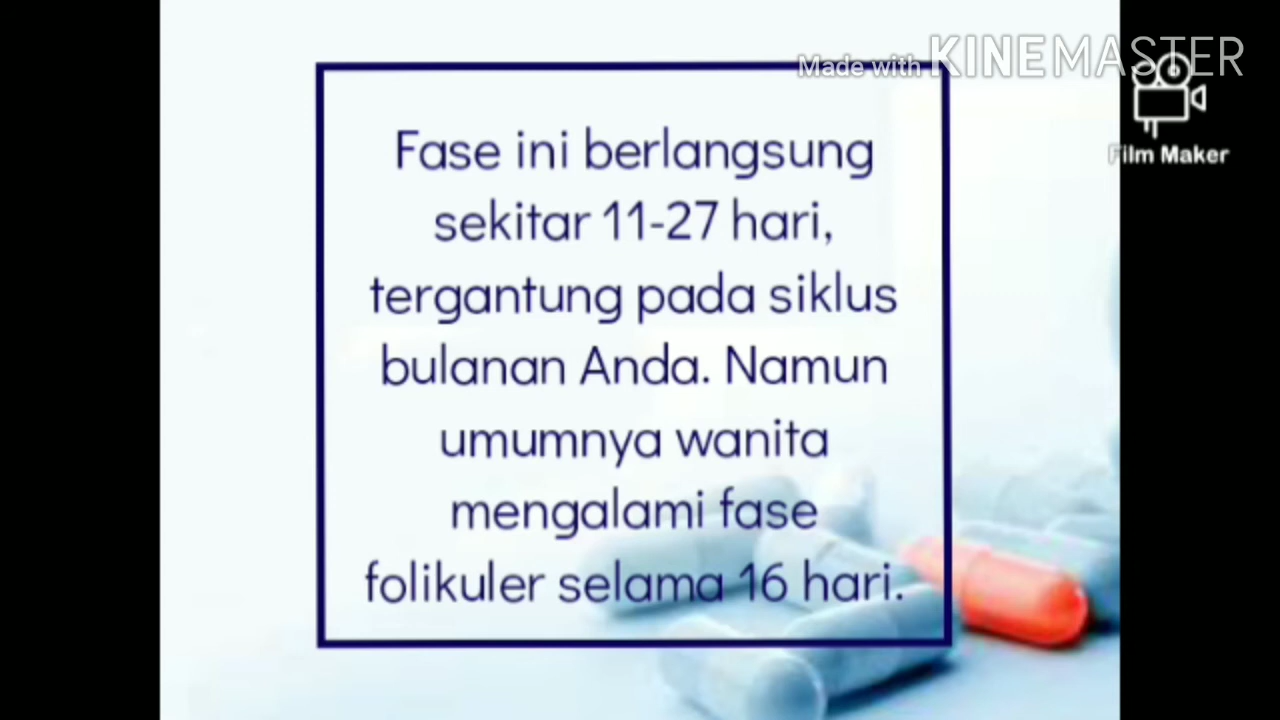 Made with KINEMASTER
Film Maker
Fase ini berlangsung
sekitar 11-27 hari,
tergantung pada siklus
bulanan Anda. Namun
umumnya wanita
mengalami fase
folikuler selama 16 hari.